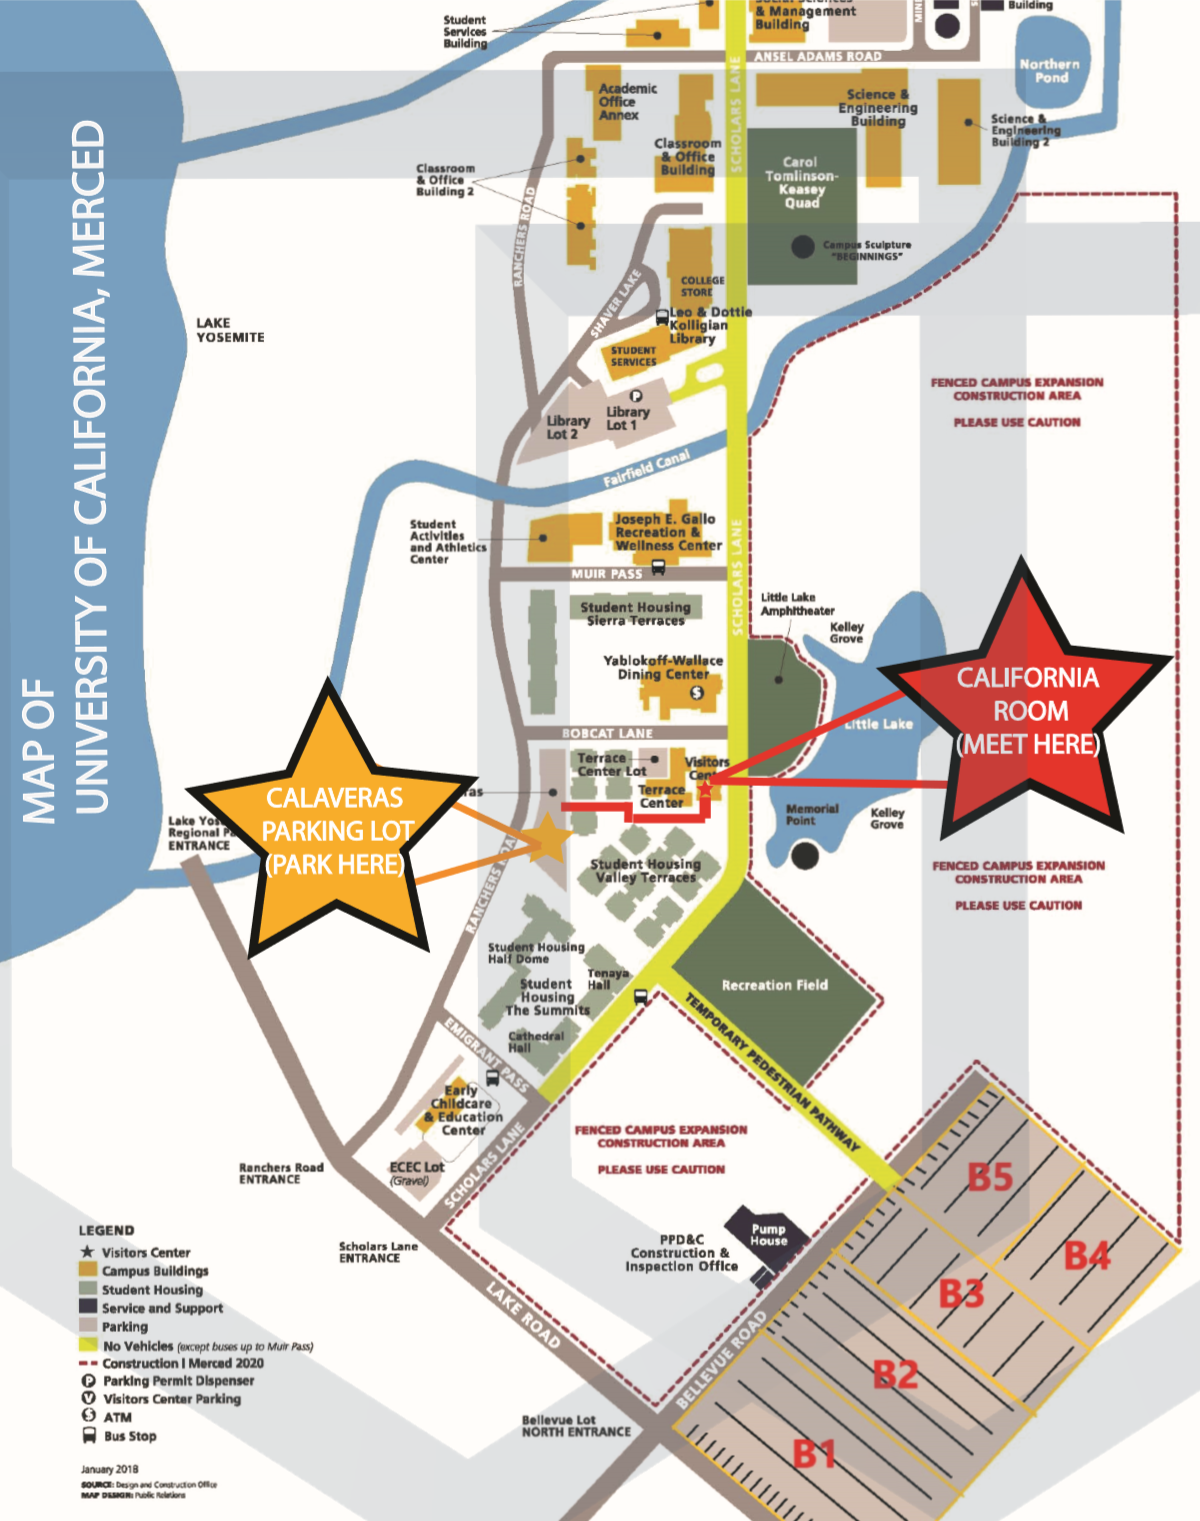 MAP OF
UNIVERSITY OF CALIFORNIA, MERCED
Student
Services
Building
& Management
Building
Building
ANSEL ADAMS ROAD
Northern
Pond
SCHOLARS LANE
Academic
Office
Annex
Science &
Engineering
Building
Science &
Engineering
Building 2
Classroom
& Office
Building
Classroom
& Office
Building 2
Carol
Tomlinson-
Keasey
Quad
RANCHERS ROAD
Campus Sculpture
"BEGINNINGS"
COLLEGE
STORE
SHAVER LAKE
Leo & Dottie
Kolligian
Library
LAKE
YOSEMITE
STUDENT
SERVICES
P
Library
Lot 1
Library
Lot 2
FENCED CAMPUS EXPANSION
CONSTRUCTION AREA
PLEASE USE CAUTION
Fairfield Canal
Student
Activities
and Athletics
Center
Joseph E. Gallo
Recreation &
Wellness Center
SCHOLARS LANE
MUIR PASS
Student Housing
Sierra Terraces
Little Lake
Amphitheater
Kelley
Grove
Yablokoff-Wallace
Dining Center
$
Little Lake
CALIFORNIA
ROOM
(MEET HERE)
BOBCAT LANE
Terrace
Center Lot
Visitors
Terrace
Center
CALAVERAS
PARKING LOT
(PARK HERE)
Memorial
Point
Kelley
Grove
Lake
Regional
ENTRANCE
RANCHERS
Student Housing
Valley Terraces
FENCED CAMPUS EXPANSION
CONSTRUCTION AREA
PLEASE USE CAUTION
Student Housing
Half Dome
Tenaya
Hall
Student
Housing
The Summits
Recreation Field
Cathedral
Hall
EMIGRANT PASS
TEMPORARY PEDESTRIAN PATHWAY
Early
Childcare
& Education
Center
FENCED CAMPUS EXPANSION
CONSTRUCTION AREA
PLEASE USE CAUTION
ECEC Lot
(Gravel)
SCHOLARS LANE
Ranchers Road
ENTRANCE
Scholars Lane
ENTRANCE
PPD&C
Construction &
Inspection Office
Pump
House
LAKE ROAD
BELLEVUE ROAD
B5
B4
B3
B2
B1
Bellevue Lot
NORTH ENTRANCE
LEGEND
Visitors Center
Campus Buildings
Student Housing
Service and Support
Parking
No Vehicles (except buses up to Muir Pass)
Construction | Merced 2020
P Parking Permit Dispenser
V Visitors Center Parking
$ ATM
Bus Stop
January 2018
SOURCE: Design and Construction Office
MAP DESIGN: Public Relations